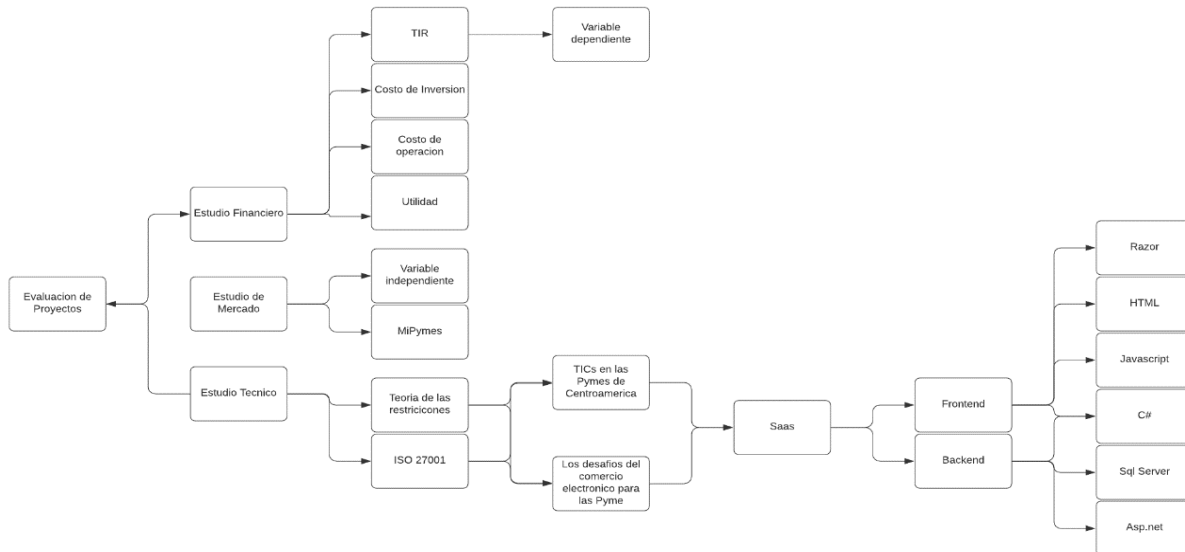 TIR
Variable
dependiente
Costo de Inversion
Costo de
operacion
Utilidad
Estudio Financiero
Evaluacion de
Proyectos
Estudio de
Mercado
Variable
independiente
MiPymes
Estudio Tecnico
Teoria de las
restricicones
ISO 27001
TICs en las
Pymes de
Centroamerica
Los desafios del
comercio
electronico para
las Pyme
Saas
Frontend
Backend
Razor
HTML
Javascript
C#
Sql Server
Asp.net